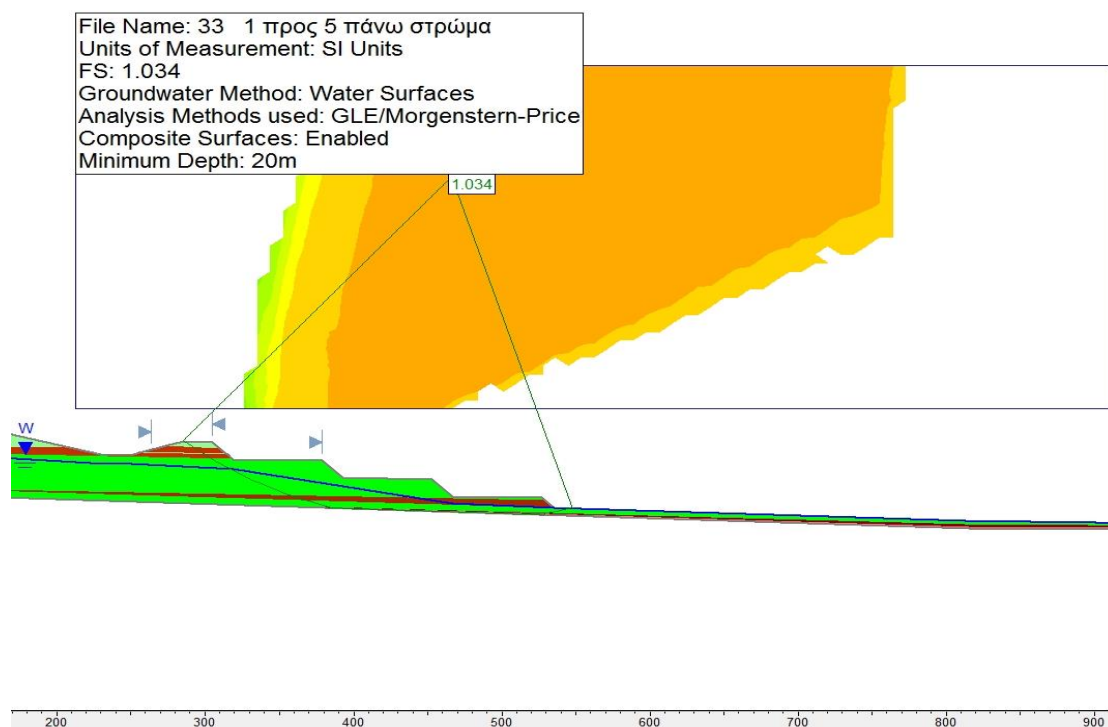 File Name: 33   1 προς 5 πάνω στρώμα
Units of Measurement: SI Units
FS: 1.034
Groundwater Method: Water Surfaces
Analysis Methods used: GLE/Morgenstern-Price
Composite Surfaces: Enabled
Minimum Depth: 20m
1.034
W
200 300 400 500 600 700 800 900